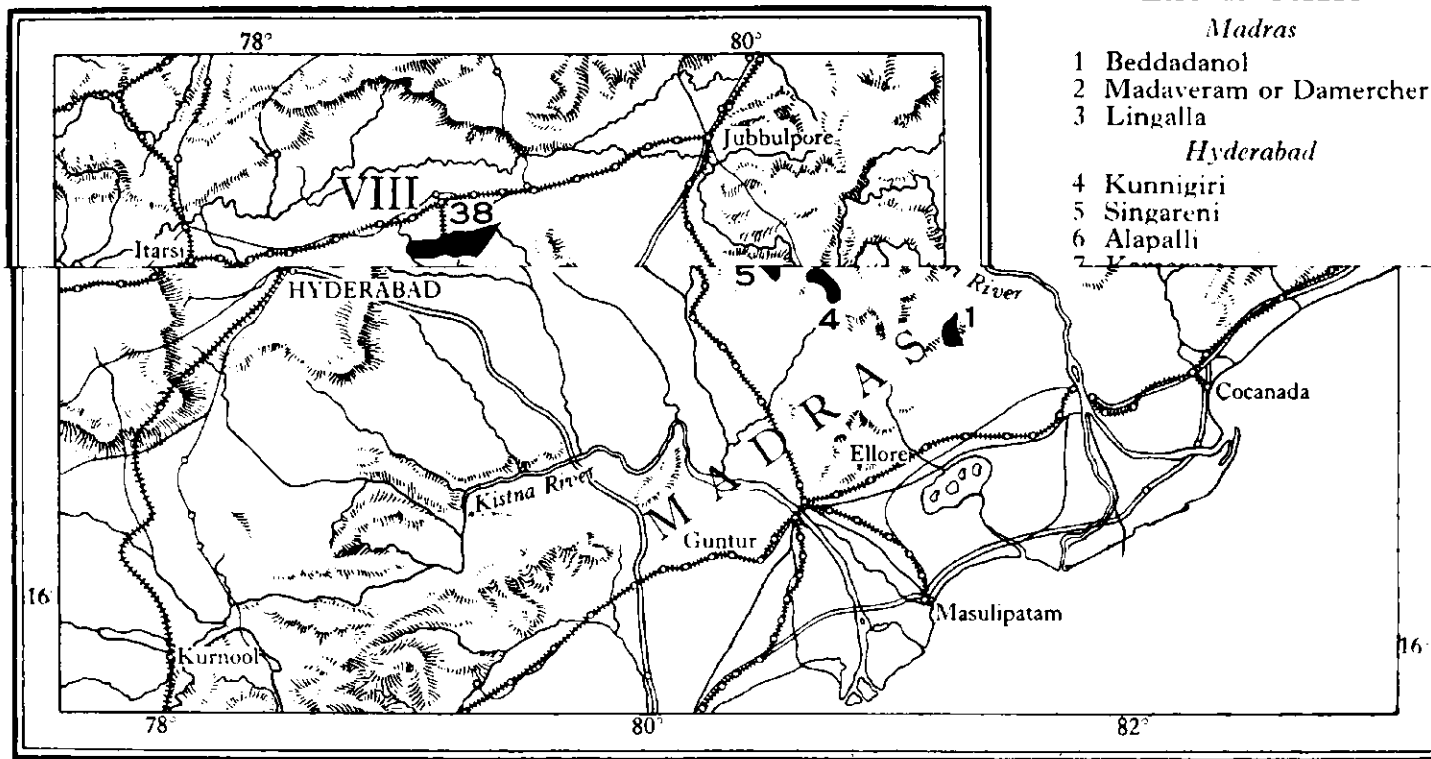 78°
80°
Madras
1 Beddadanol
2 Madaveram or Damercher
3 Lingalla
Hyderabad
4 Kunnigiri
5 Singareni
6 Alapalli
7
Jubbulpore
VIII
38
Itarsi
HYDERABAD
5
4
River
1
MADRAS
Cocanada
Ellore
Kistna River
Guntur
16°
Masulipatam
Kurnool
16°
78°
80°
82°